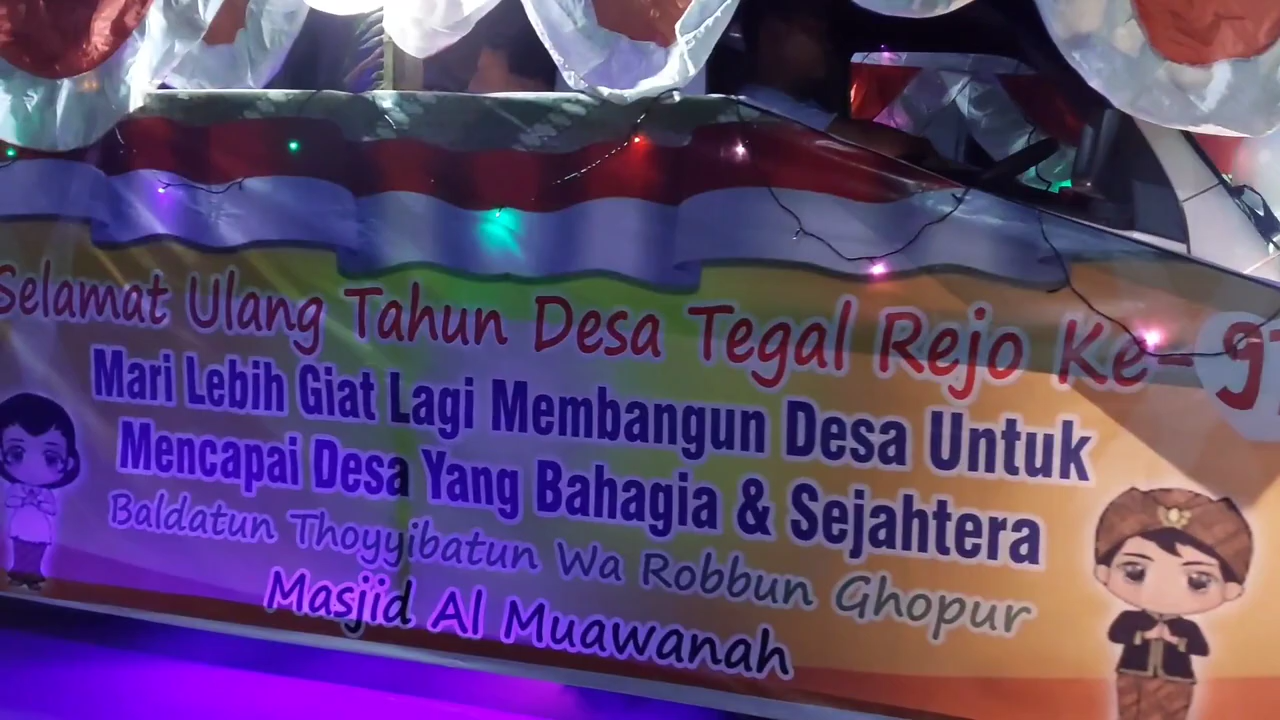 Selamat Ulang Tahun Desa Tegal Rejo Ke-
Mari Lebih Giat Lagi Membangun Desa Untuk
Mencapai Desa Yang Bahagia & Sejahtera
Baldatun Thoyyibatun Wa Robbun Ghopur
Masjid Al Muawanah